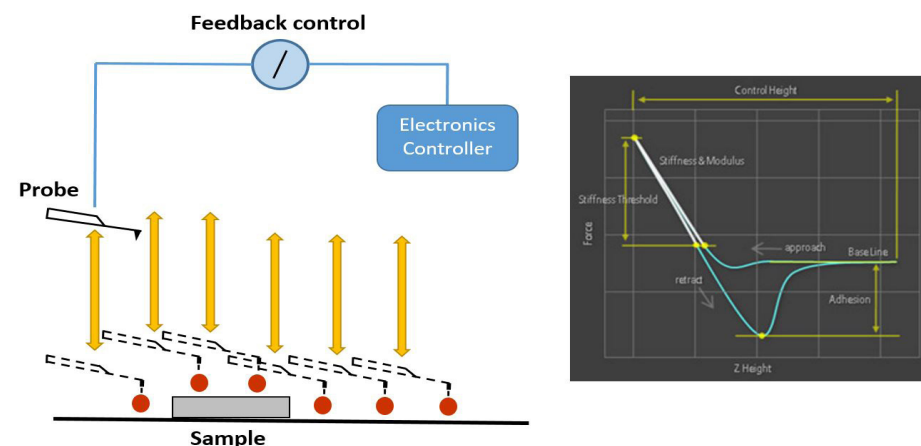 Feedback control
Electronics
Controller
Probe
Sample
Control Height
Stiffness & Modulus
Stiffness Threshold
Force
approach
Base Line
retract
Adhesion
Z Height